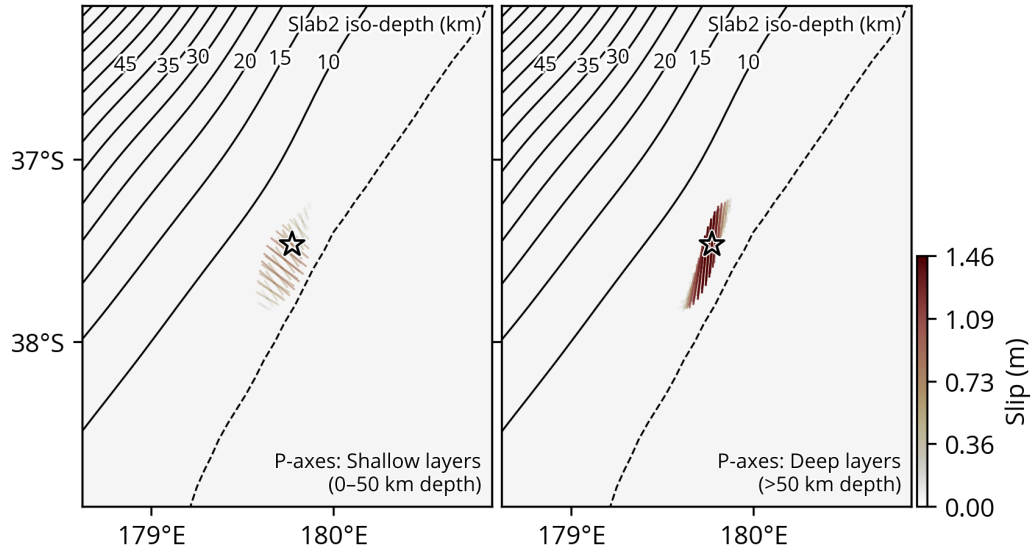 Slab2 iso-depth (km)
45 35 30 20 15 10
37°S
38°S
P-axes: Shallow layers
(0–50 km depth)
179°E 180°E
Slab2 iso-depth (km)
45 35 30 20 15 10
P-axes: Deep layers
(>50 km depth)
179°E 180°E
1.46
1.09
0.73
0.36
0.00
Slip (m)